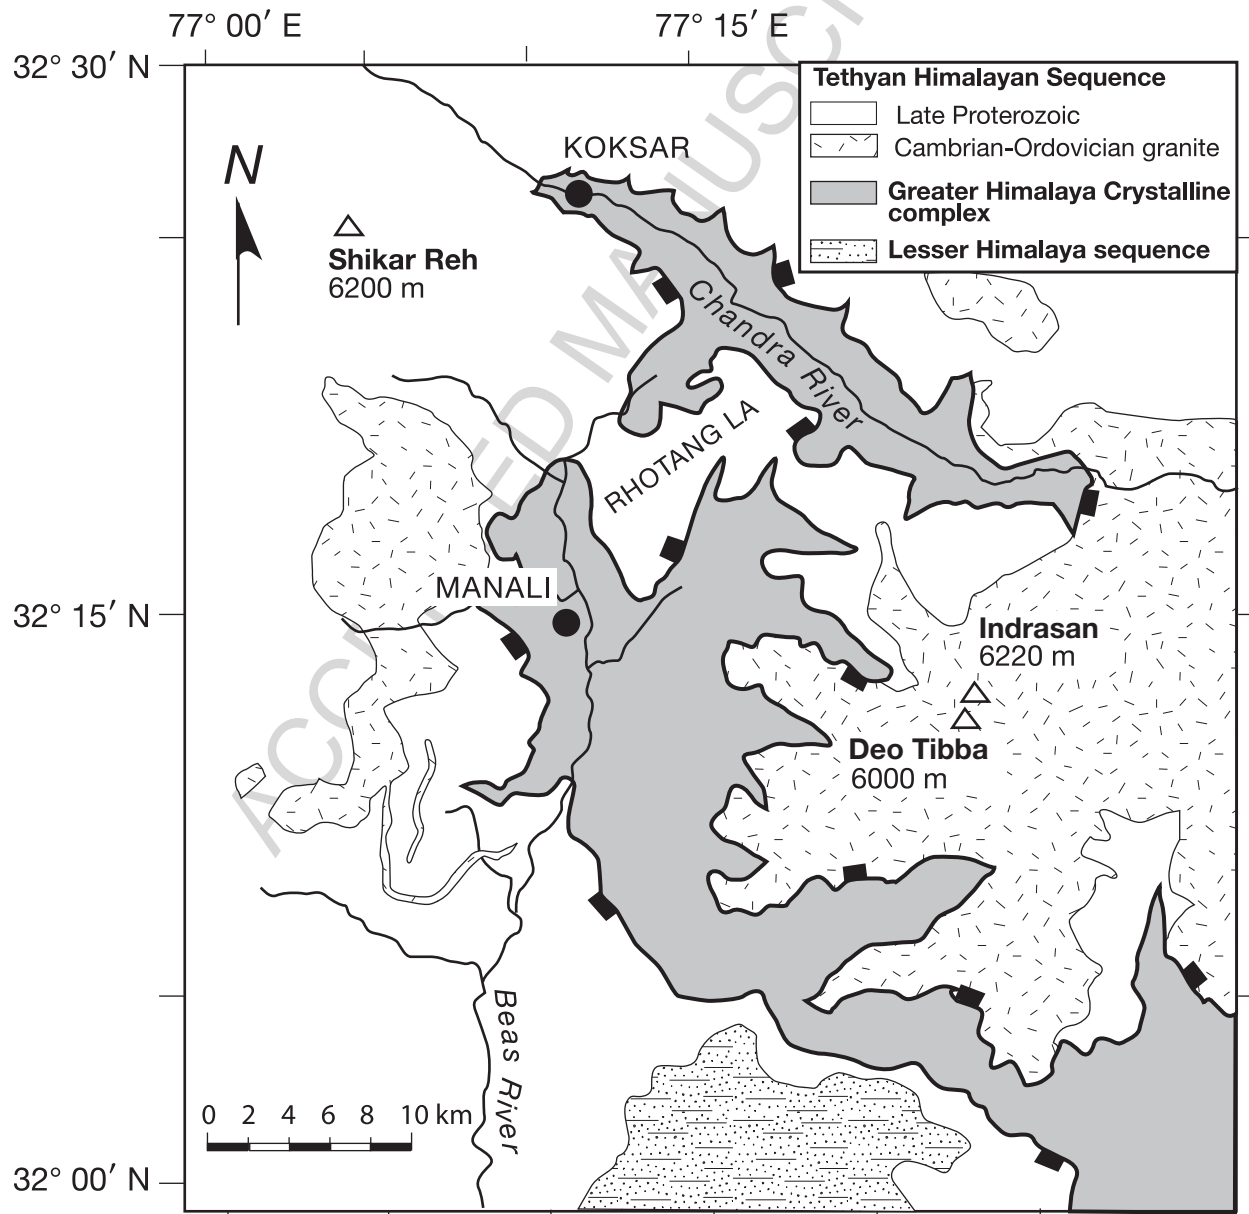 77° 00′ E
77° 15′ E
32° 30′ N
Tethyan Himalayan Sequence
Late Proterozoic
Cambrian-Ordovician granite
Greater Himalaya Crystalline
complex
Lesser Himalaya sequence
N
KOKSAR
Shikar Reh
6200 m
Chandra River
RHOTANG LA
MANALI
32° 15′ N
Indrasan
6220 m
Deo Tibba
6000 m
Beas River
0 2 4 6 8 10 km
32° 00′ N
ACCEPTED MANUSCRI